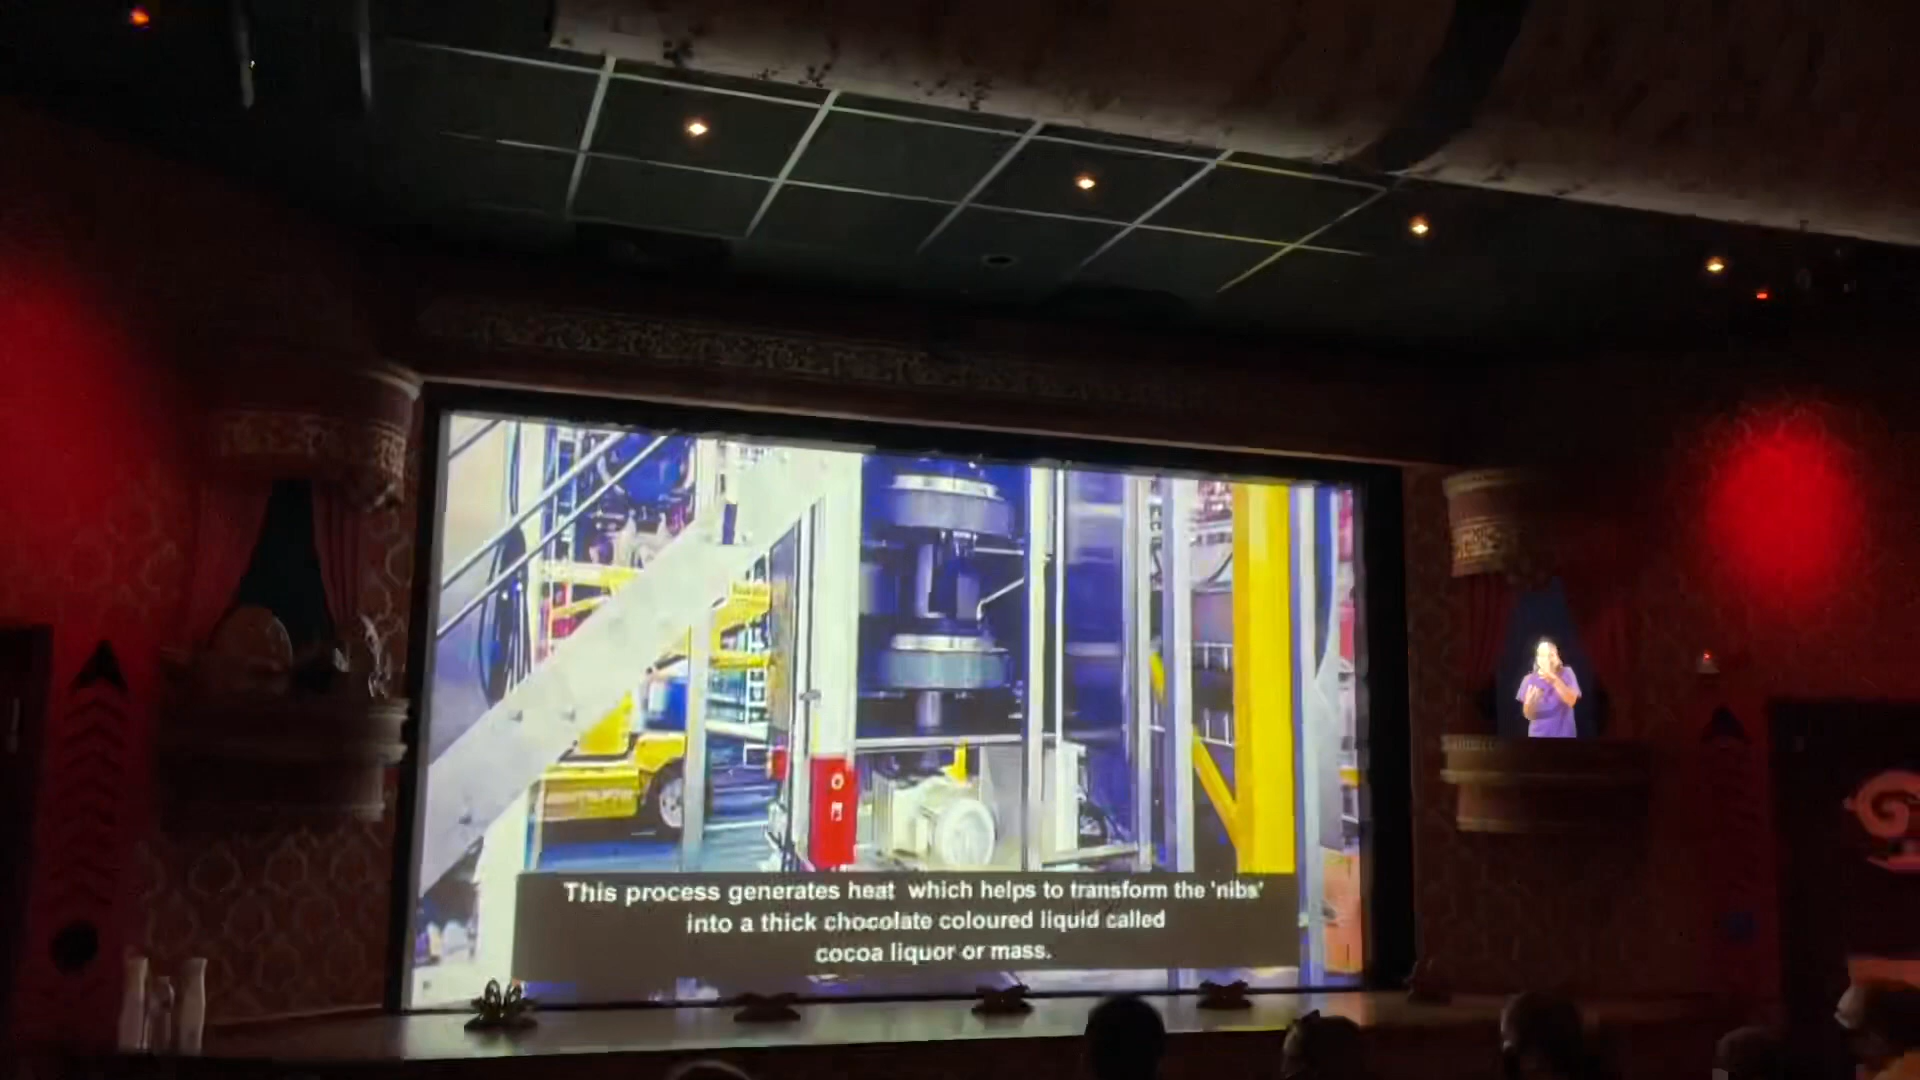 This process generates heat which helps to transform the 'nibs'
into a thick chocolate coloured liquid called
cocoa liquor or mass.